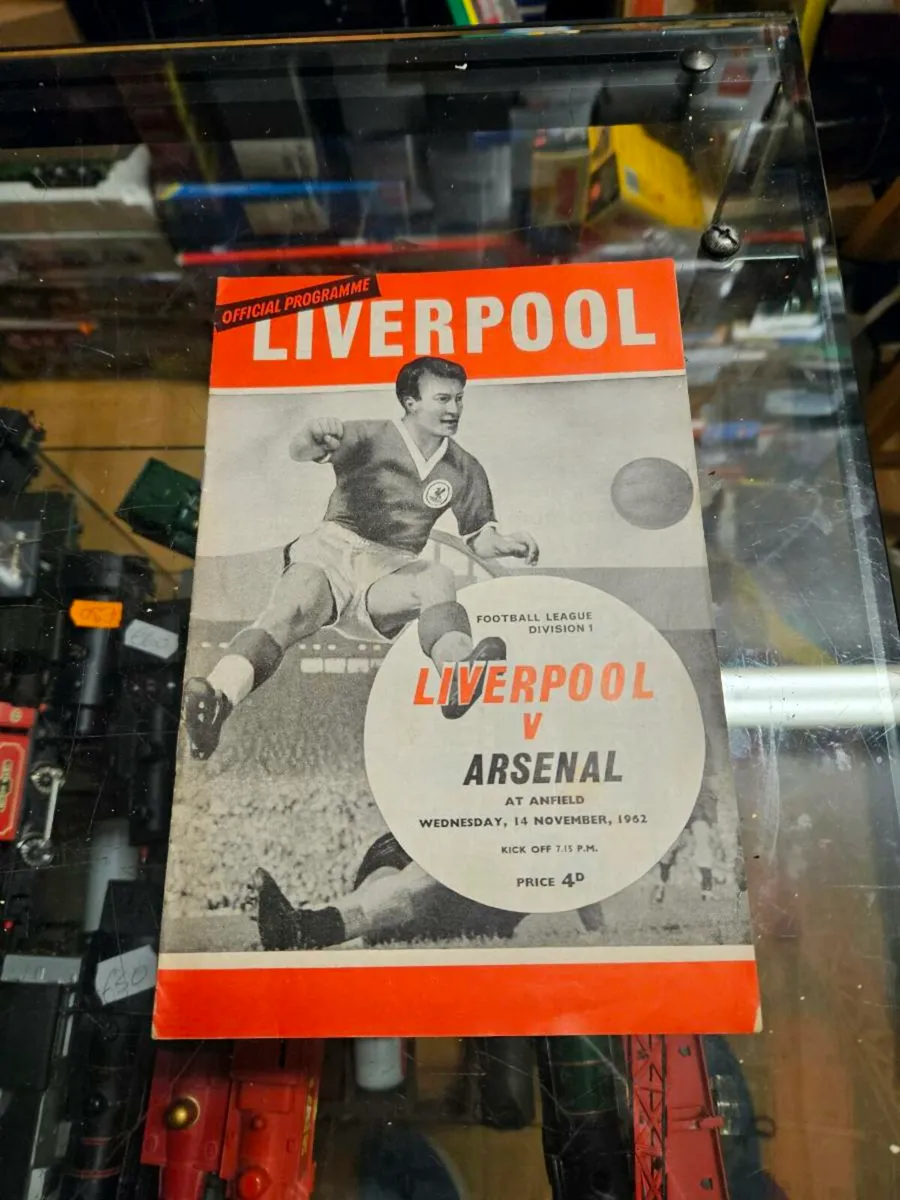 OFFICIAL PROGRAMME
LIVERPOOL
FOOTBALL LEAGUE
DIVISION 1
LIVERPOOL
V
ARSENAL
AT ANFIELD
WEDNESDAY, 14 NOVEMBER, 1962
KICK OFF 7.15 P.M.
PRICE 4D
£50